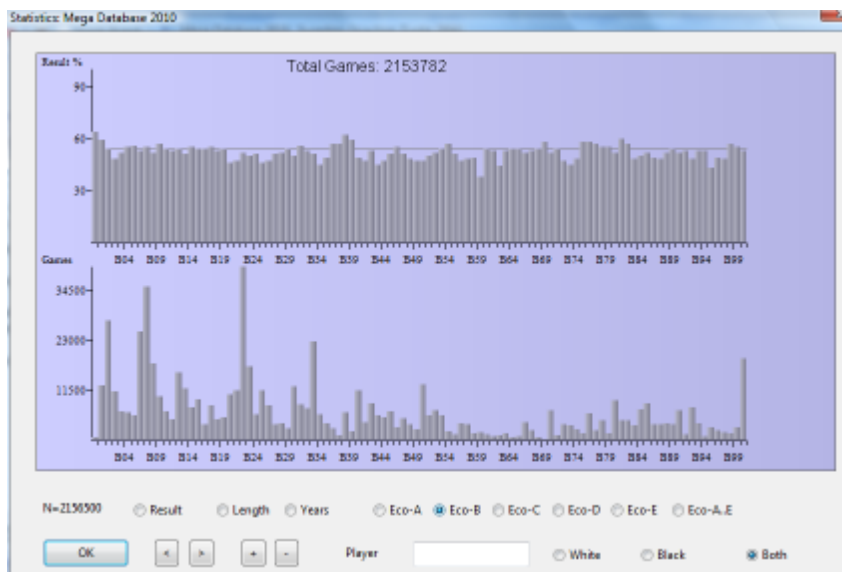 Statistics: Mega Database 2010
Result %
Total Games: 2153782
90
60
30
B04 B09 B14 B19 B24 B29 B34 B39 B44 B49 B54 B59 B64 B69 B74 B79 B84 B89 B94 B99
Games
34500
23000
11500
B04 B09 B14 B19 B24 B29 B34 B39 B44 B49 B54 B59 B64 B69 B74 B79 B84 B89 B94 B99
N=2156500 Result Length Years Eco-A Eco-B Eco-C Eco-D Eco-E Eco-A..E
OK < > + - Player White Black Both